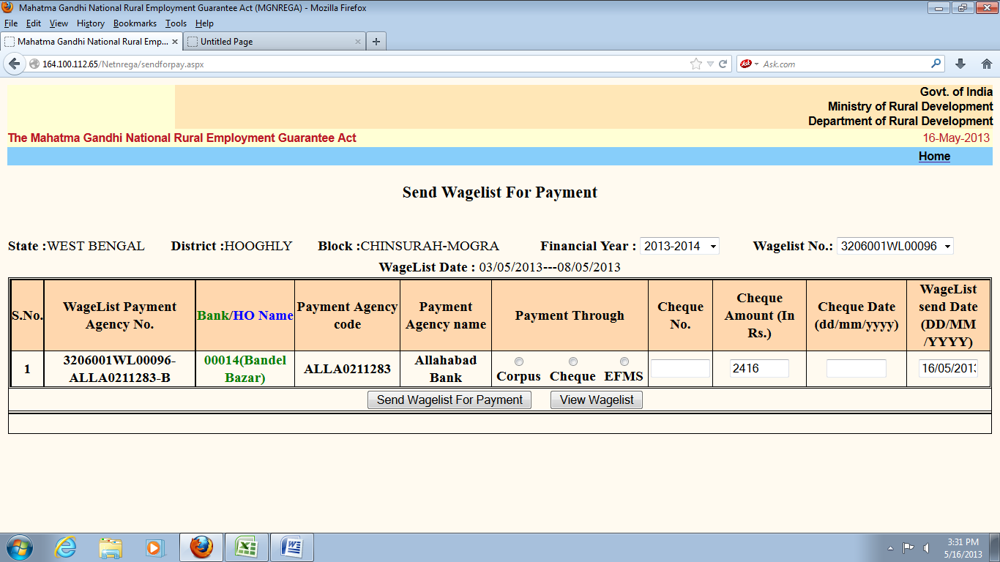 Mahatma Gandhi National Rural Employment Guarantee Act (MGNREGA) - Mozilla Firefox
File Edit View History Bookmarks Tools Help
Mahatma Gandhi National Rural Emp... × Untitled Page × +
164.100.112.65/Netnrega/sendforpay.aspx Ask Ask.com
Govt. of India
Ministry of Rural Development
Department of Rural Development
The Mahatma Gandhi National Rural Employment Guarantee Act 16-May-2013
Home
Send Wagelist For Payment
State :WEST BENGAL District :HOOGHLY Block :CHINSURAH-MOGRA Financial Year : 2013-2014 Wagelist No.: 3206001WL00096
WageList Date : 03/05/2013---08/05/2013
S.No.
WageList Payment
Agency No.
Bank/HO Name
Payment Agency
code
Payment
Agency name
Payment Through
Cheque
No.
Cheque
Amount (In
Rs.)
Cheque Date
(dd/mm/yyyy)
WageList
send Date
(DD/MM
/YYYY)
1
3206001WL00096-
ALLA0211283-B
00014(Bandel
Bazar)
ALLA0211283
Allahabad
Bank
Corpus Cheque EFMS
2416
16/05/2013
Send Wagelist For Payment View Wagelist
3:31 PM
5/16/2013